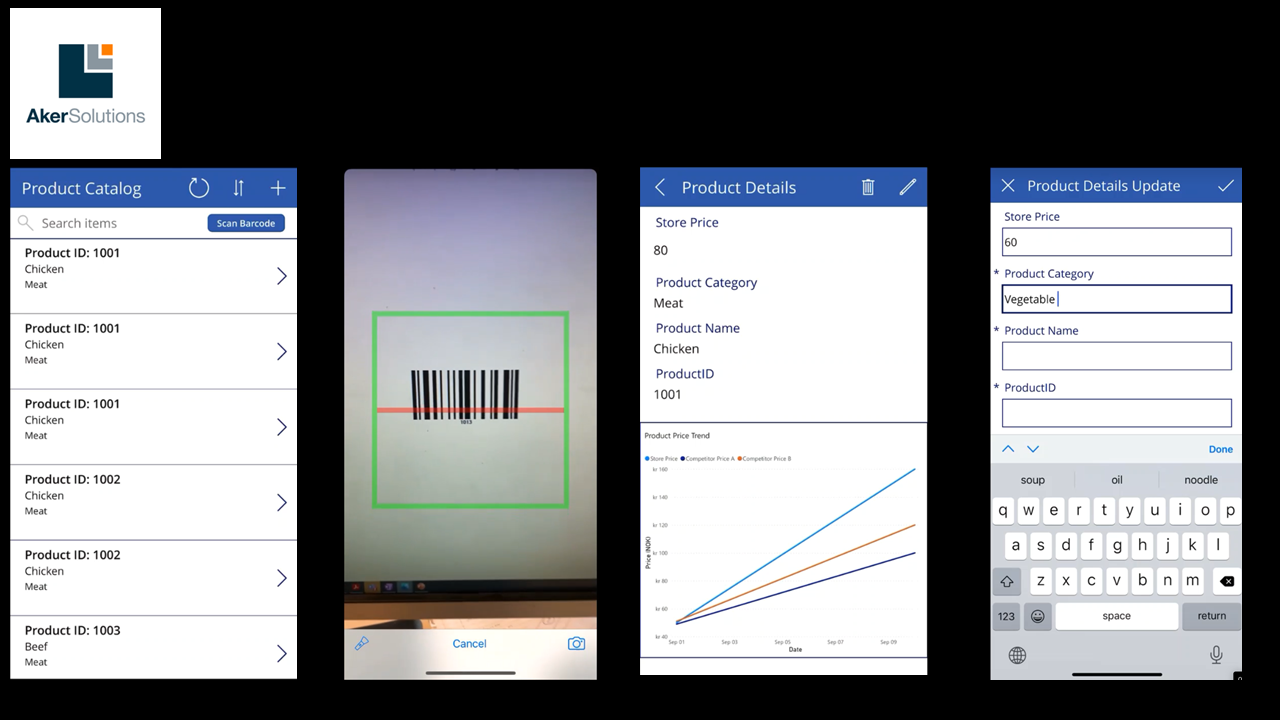 AkerSolutions
Product Catalog
Search items
Scan Barcode
Product ID: 1001
Chicken
Meat
Product ID: 1001
Chicken
Meat
Product ID: 1001
Chicken
Meat
Product ID: 1002
Chicken
Meat
Product ID: 1002
Chicken
Meat
Product ID: 1003
Beef
Meat
1013
Cancel
Product Details
Store Price
80
Product Category
Meat
Product Name
Chicken
ProductID
1001
Product Price Trend
Store Price Competitor Price A Competitor Price B
kr 160
kr 140
kr 120
kr 100
kr 80
kr 60
kr 40
Price (NOK)
Sep 01 Sep 03 Sep 05 Sep 07 Sep 09
Date
Product Details Update
Store Price
60
* Product Category
Vegetable
* Product Name
* ProductID
Done
soup oil noodle
q w e r t y u i o p
a s d f g h j k l
z x c v b n m
123 space return